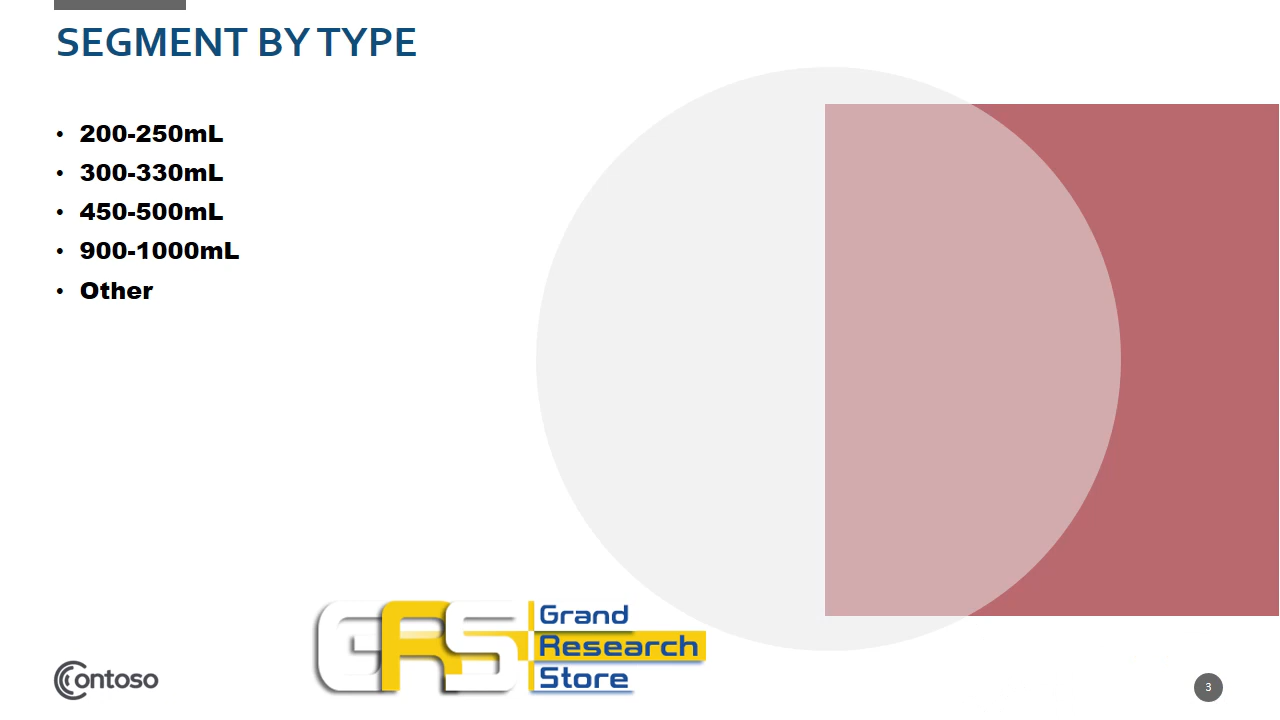 SEGMENT BY TYPE
• 200-250mL
• 300-330mL
• 450-500mL
• 900-1000mL
• Other
GRS
Grand
Research
Store
Contoso
3